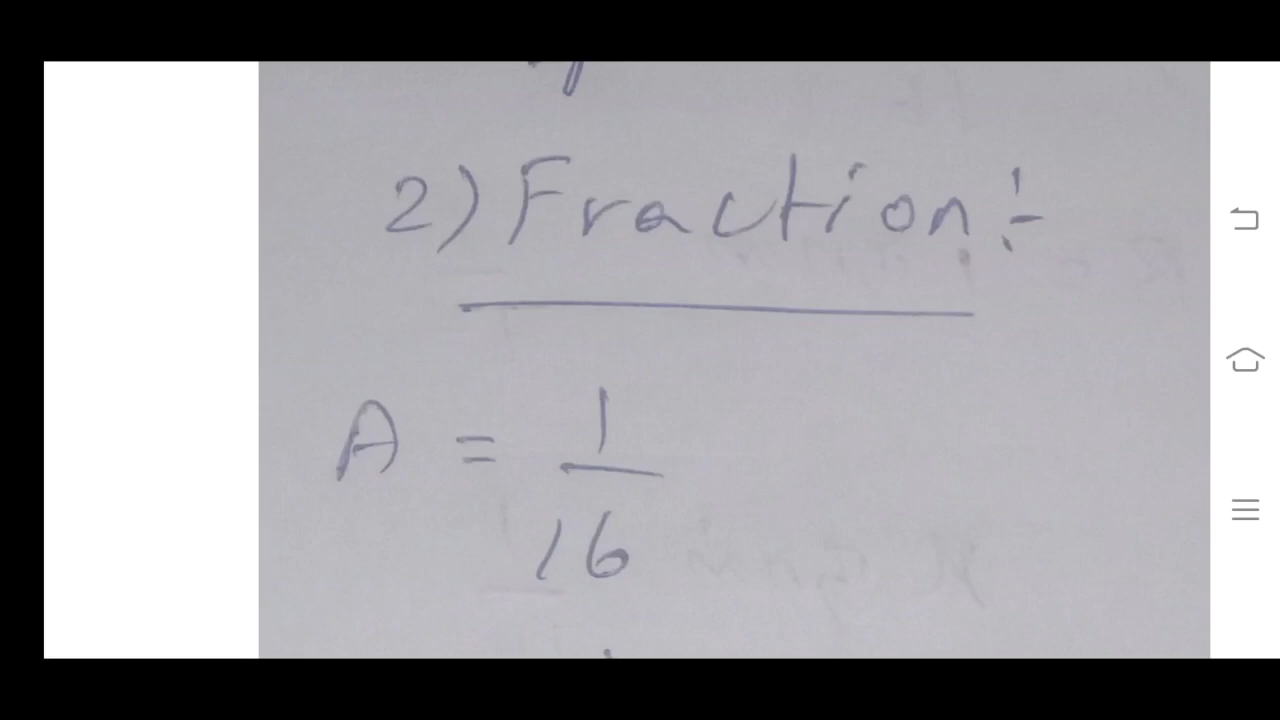 2) Fraction :-
A = 1/16